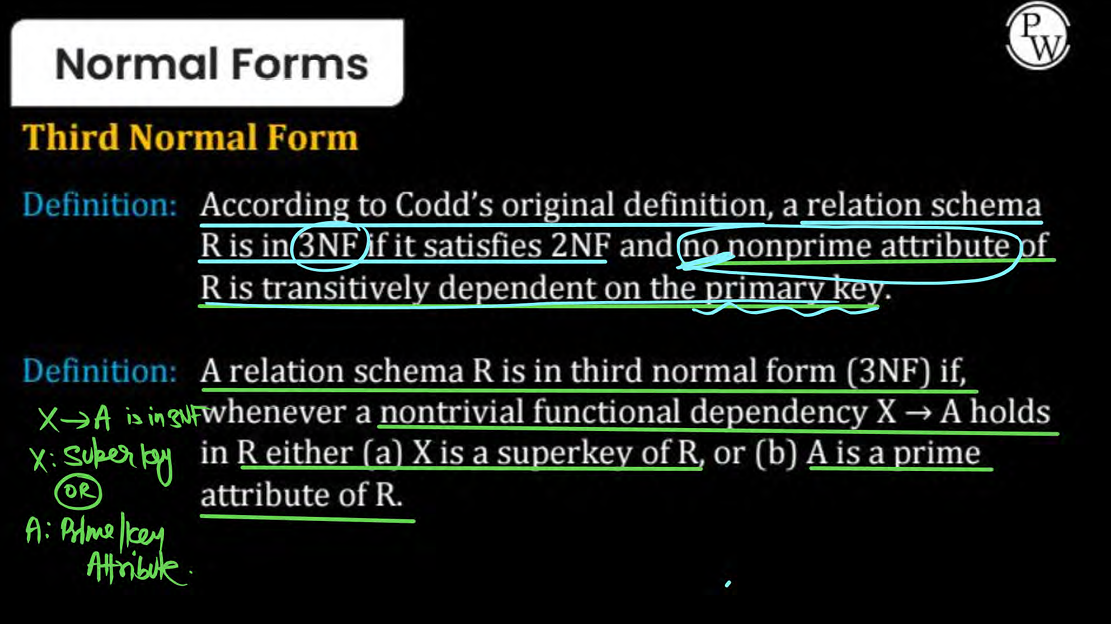 PW
Normal Forms
Third Normal Form
Definition: According to Codd's original definition, a relation schema
R is in 3NF if it satisfies 2NF and no nonprime attribute of
R is transitively dependent on the primary key.
Definition: A relation schema R is in third normal form (3NF) if,
whenever a nontrivial functional dependency X → A holds
in R either (a) X is a superkey of R, or (b) A is a prime
attribute of R.
X → A is in 3NF
X: Super key
OR
A: Prime/key
Attribute.